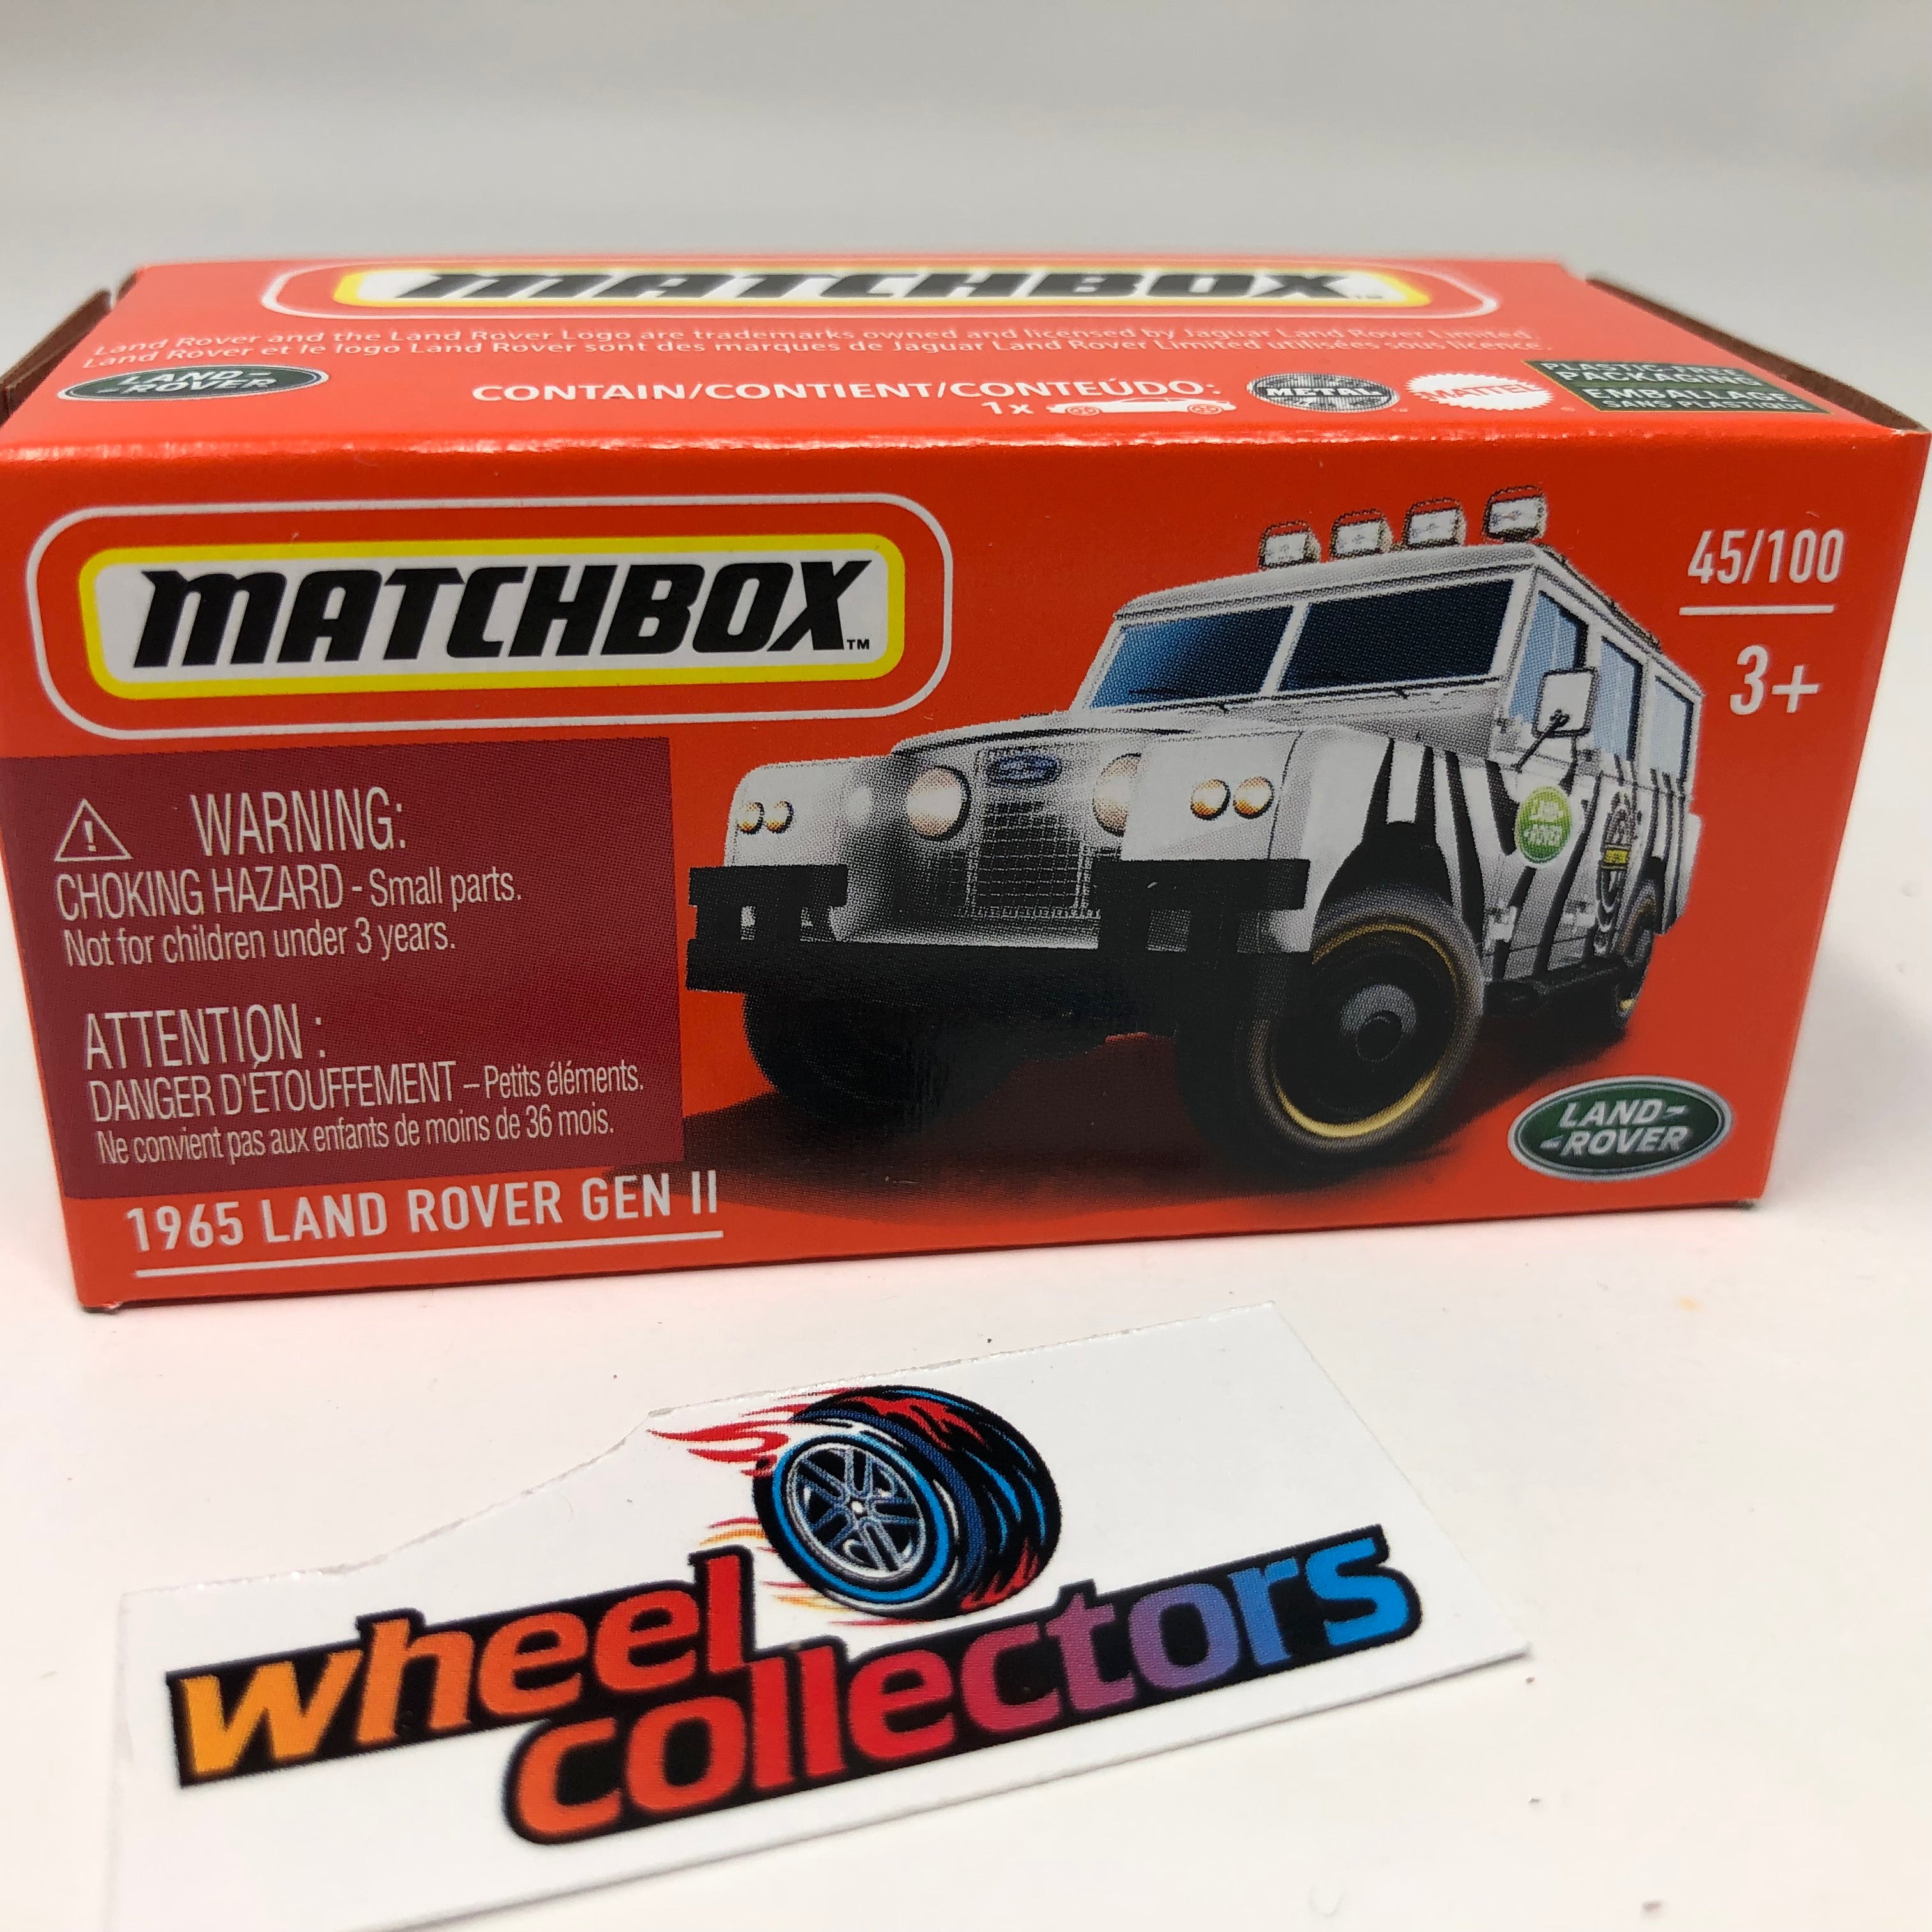 MATCHBOX™
Land Rover and the Land Rover Logo are trademarks owned and licensed by Jaguar Land Rover Limited
Land Rover et le logo Land Rover sont des marques de Jaguar Land Rover Limited utilisées sous licence.
LAND-
-ROVER
CONTAIN/CONTIENT/CONTEÚDO:
1x
METAL
MATTEL
PLASTIC FREE
PACKAGING
EMBALLAGE
SANS PLASTIQUE
MATCHBOX™
45/100
3+
WARNING:
CHOKING HAZARD - Small parts.
Not for children under 3 years.
ATTENTION :
DANGER D'ÉTOUFFEMENT – Petits éléments.
Ne convient pas aux enfants de moins de 36 mois.
1965 LAND ROVER GEN II
LAND-
-ROVER
wheel
collectors